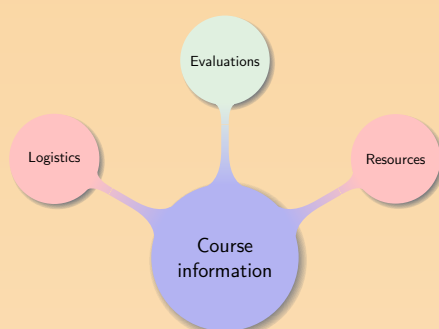 Evaluations
Logistics
Resources
Course
information